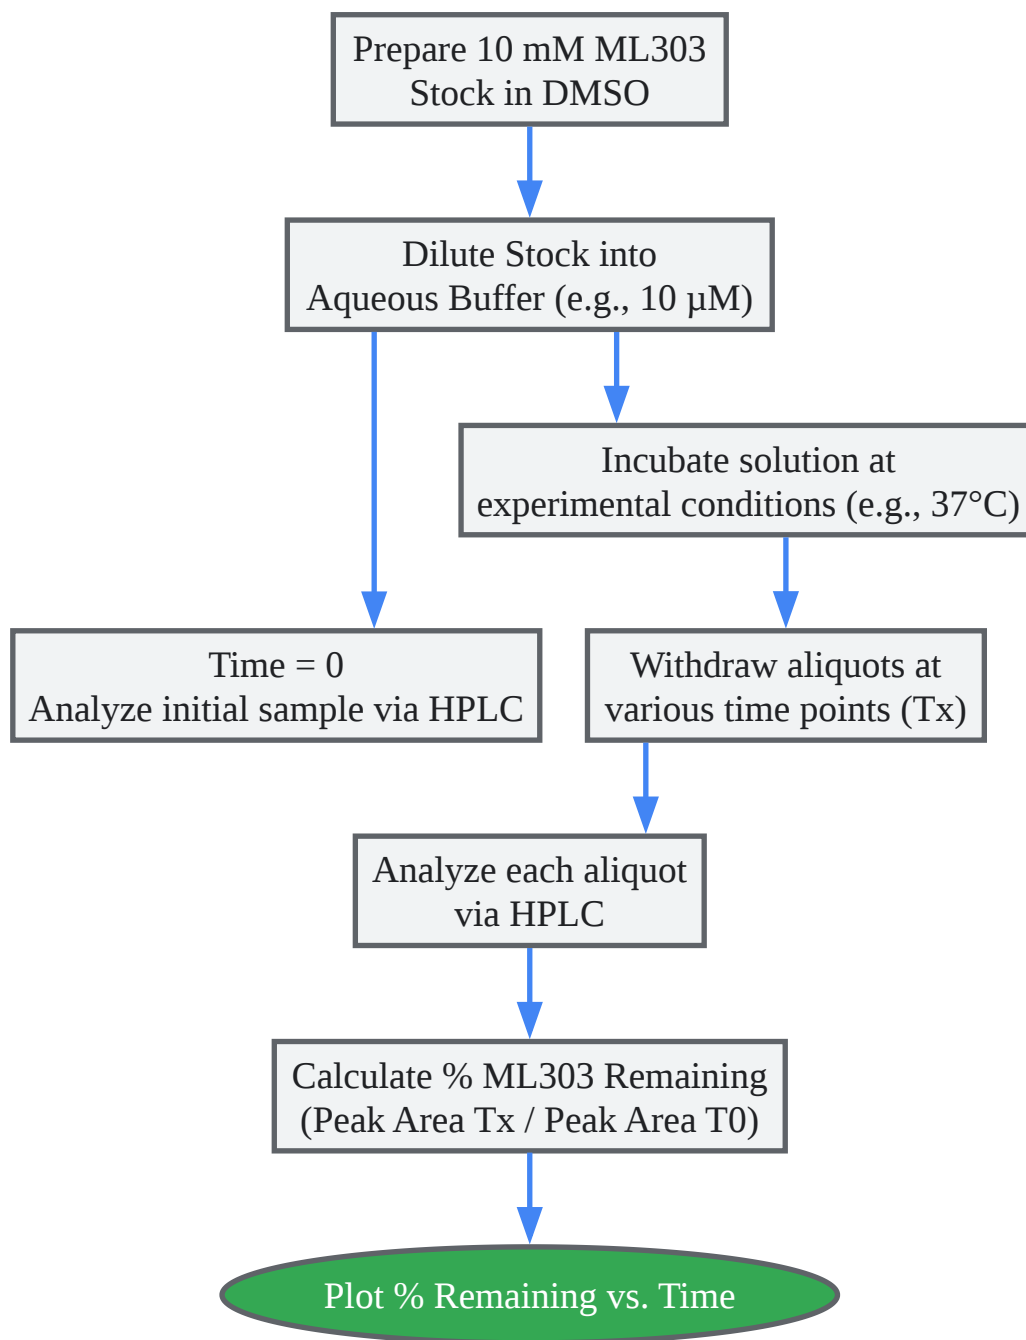 Prepare 10 mM ML303
Stock in DMSO
Dilute Stock into
Aqueous Buffer (e.g., 10 µM)
Incubate solution at
experimental conditions (e.g., 37°C)
Time = 0
Analyze initial sample via HPLC
Withdraw aliquots at
various time points (Tx)
Analyze each aliquot
via HPLC
Calculate % ML303 Remaining
(Peak Area Tx / Peak Area T0)
Plot % Remaining vs. Time